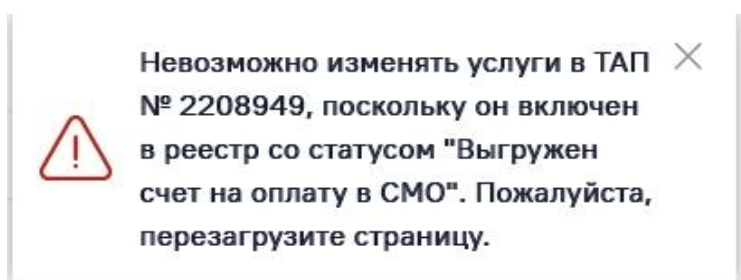 Невозможно изменять услуги в ТАП
№ 2208949, поскольку он включен
в реестр со статусом "Выгружен
счет на оплату в СМО". Пожалуйста,
перезагрузите страницу.